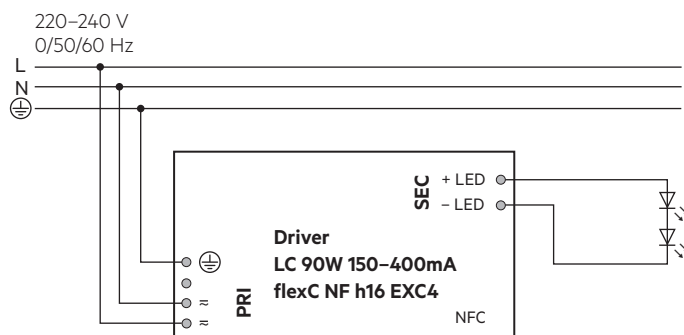 220–240 V
0/50/60 Hz
L
N
+ LED
SEC
– LED
Driver
LC 90W 150–400mA
flexC NF h16 EXC4
PRI
≂
≂
NFC